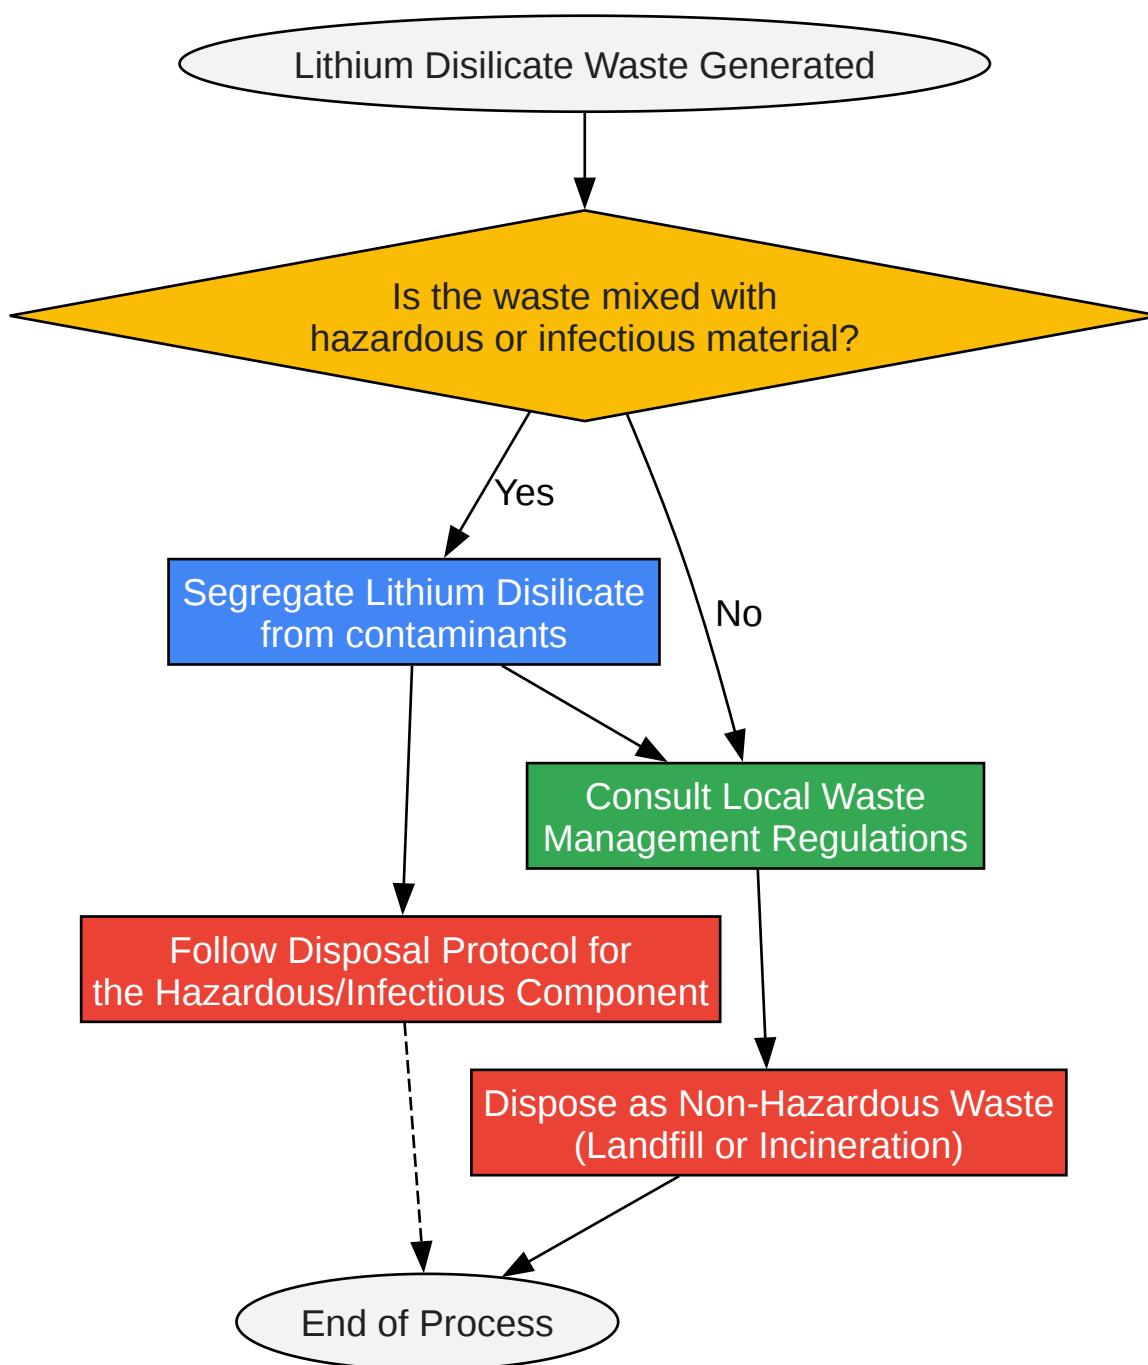 Lithium Disilicate Waste Generated
Is the waste mixed with
hazardous or infectious material?
Yes
Segregate Lithium Disilicate
from contaminants
No
Consult Local Waste
Management Regulations
Follow Disposal Protocol for
the Hazardous/Infectious Component
Dispose as Non-Hazardous Waste
(Landfill or Incineration)
End of Process